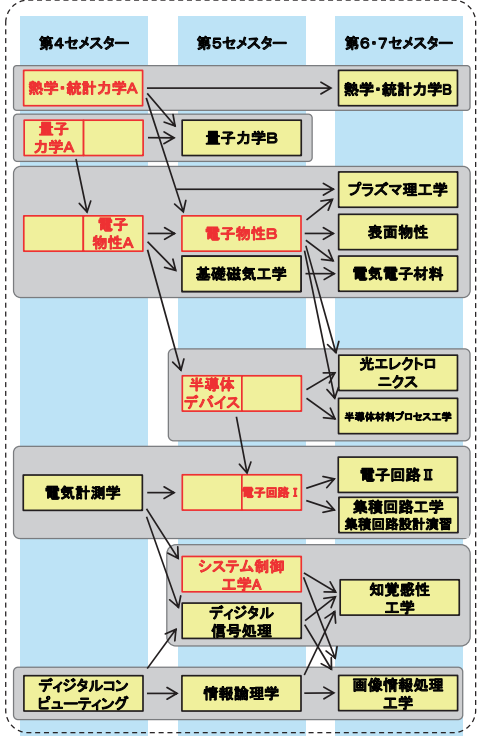 第4セメスター
第5セメスター
第6・7セメスター
熱学・統計力学A
熱学・統計力学B
量子
力学A
量子力学B
プラズマ理工学
電子
物性A
電子物性B
表面物性
基礎磁気工学
電気電子材料
光エレクトロ
ニクス
半導体
デバイス
半導体材料プロセス工学
電子回路Ⅱ
電気計測学
電子回路Ⅰ
集積回路工学
集積回路設計演習
システム制御
工学A
知覚感性
工学
ディジタル
信号処理
ディジタルコン
ピューティング
情報論理学
画像情報処理
工学